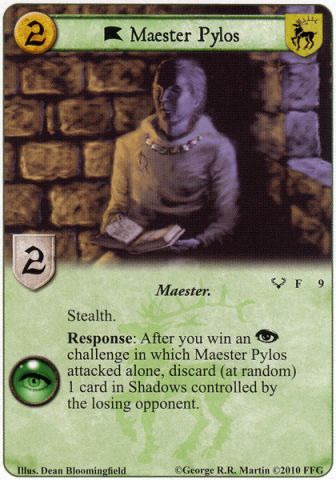 2
Maester Pylos
2
Maester.
F 9
Stealth.
Response: After you win an
challenge in which Maester Pylos
attacked alone, discard (at random)
1 card in Shadows controlled by
the losing opponent.
Illus. Dean Bloomingfield
©George R.R. Martin ©2010 FFG